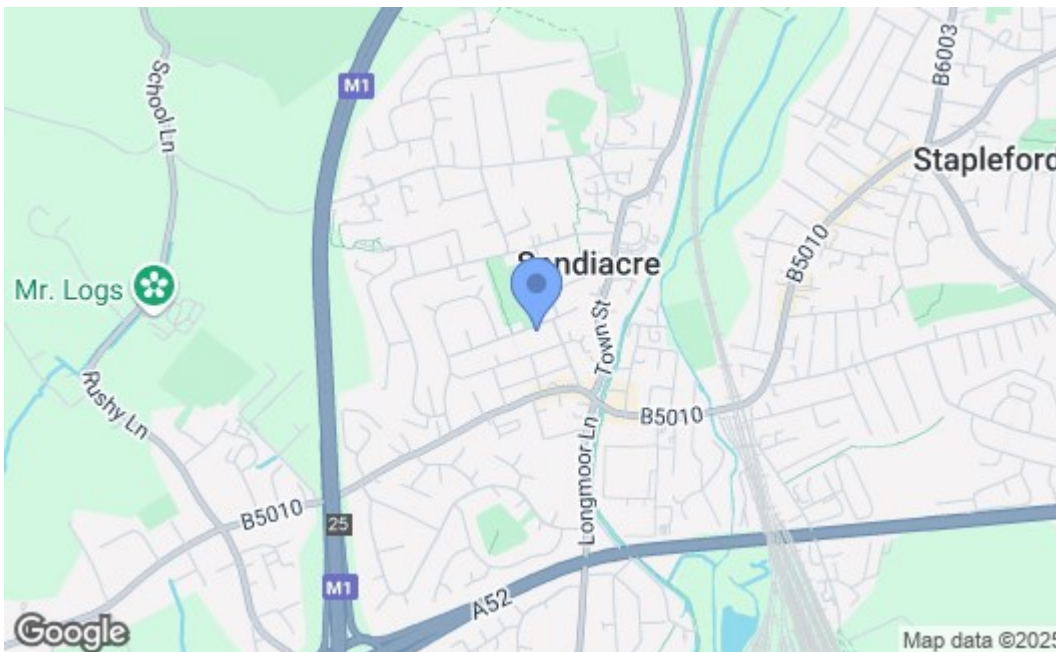 M1
School Ln
B6003
Stapleford
Sandiacre
B5010
Mr. Logs
Town St
Rushy Ln
B5010
Longmoor Ln
B5010
25
M1
A52
Google
Map data ©2025